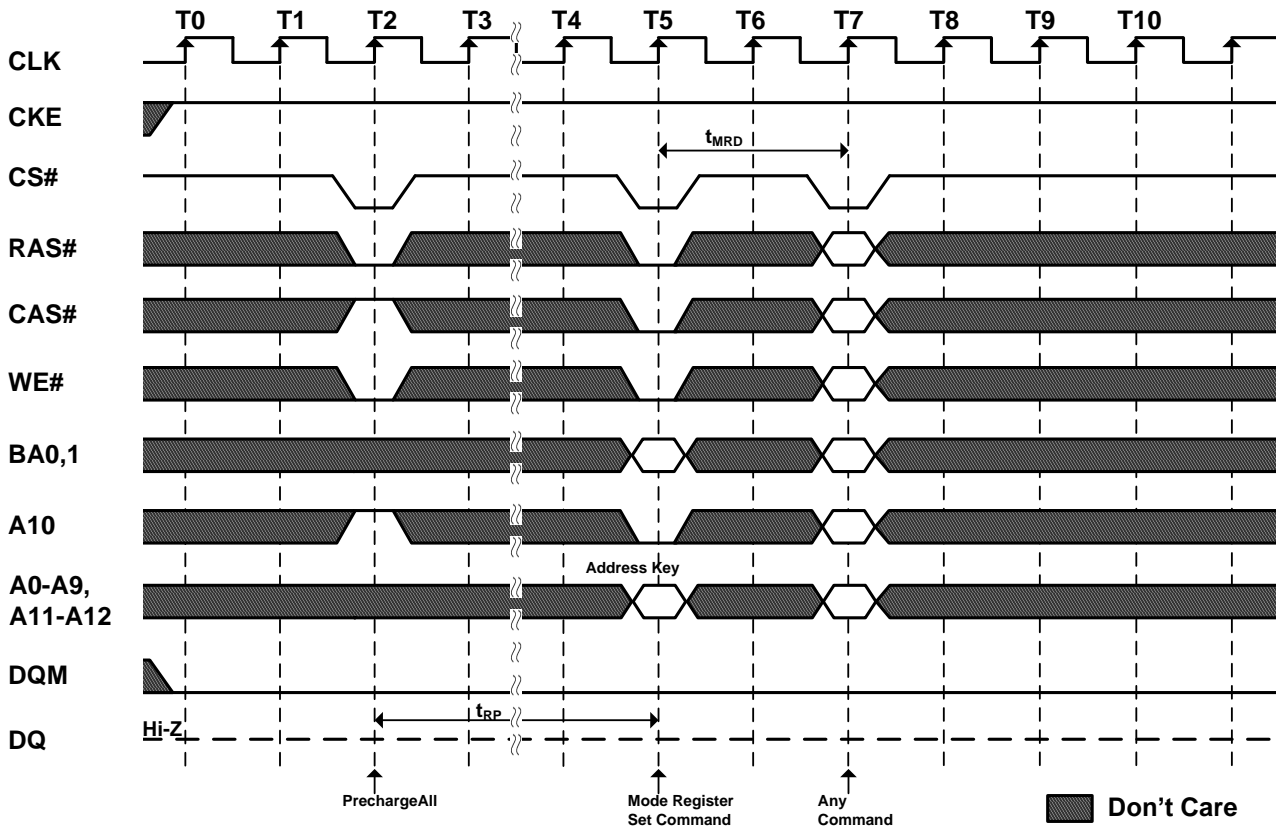 T0 T1 T2 T3 T4 T5 T6 T7 T8 T9 T10
CLK
CKE
tMRD
CS#
RAS#
CAS#
WE#
BA0,1
A10
Address Key
A0-A9,
A11-A12
DQM
tRP
Hi-Z
DQ
PrechargeAll
Mode Register
Set Command
Any
Command
Don't Care